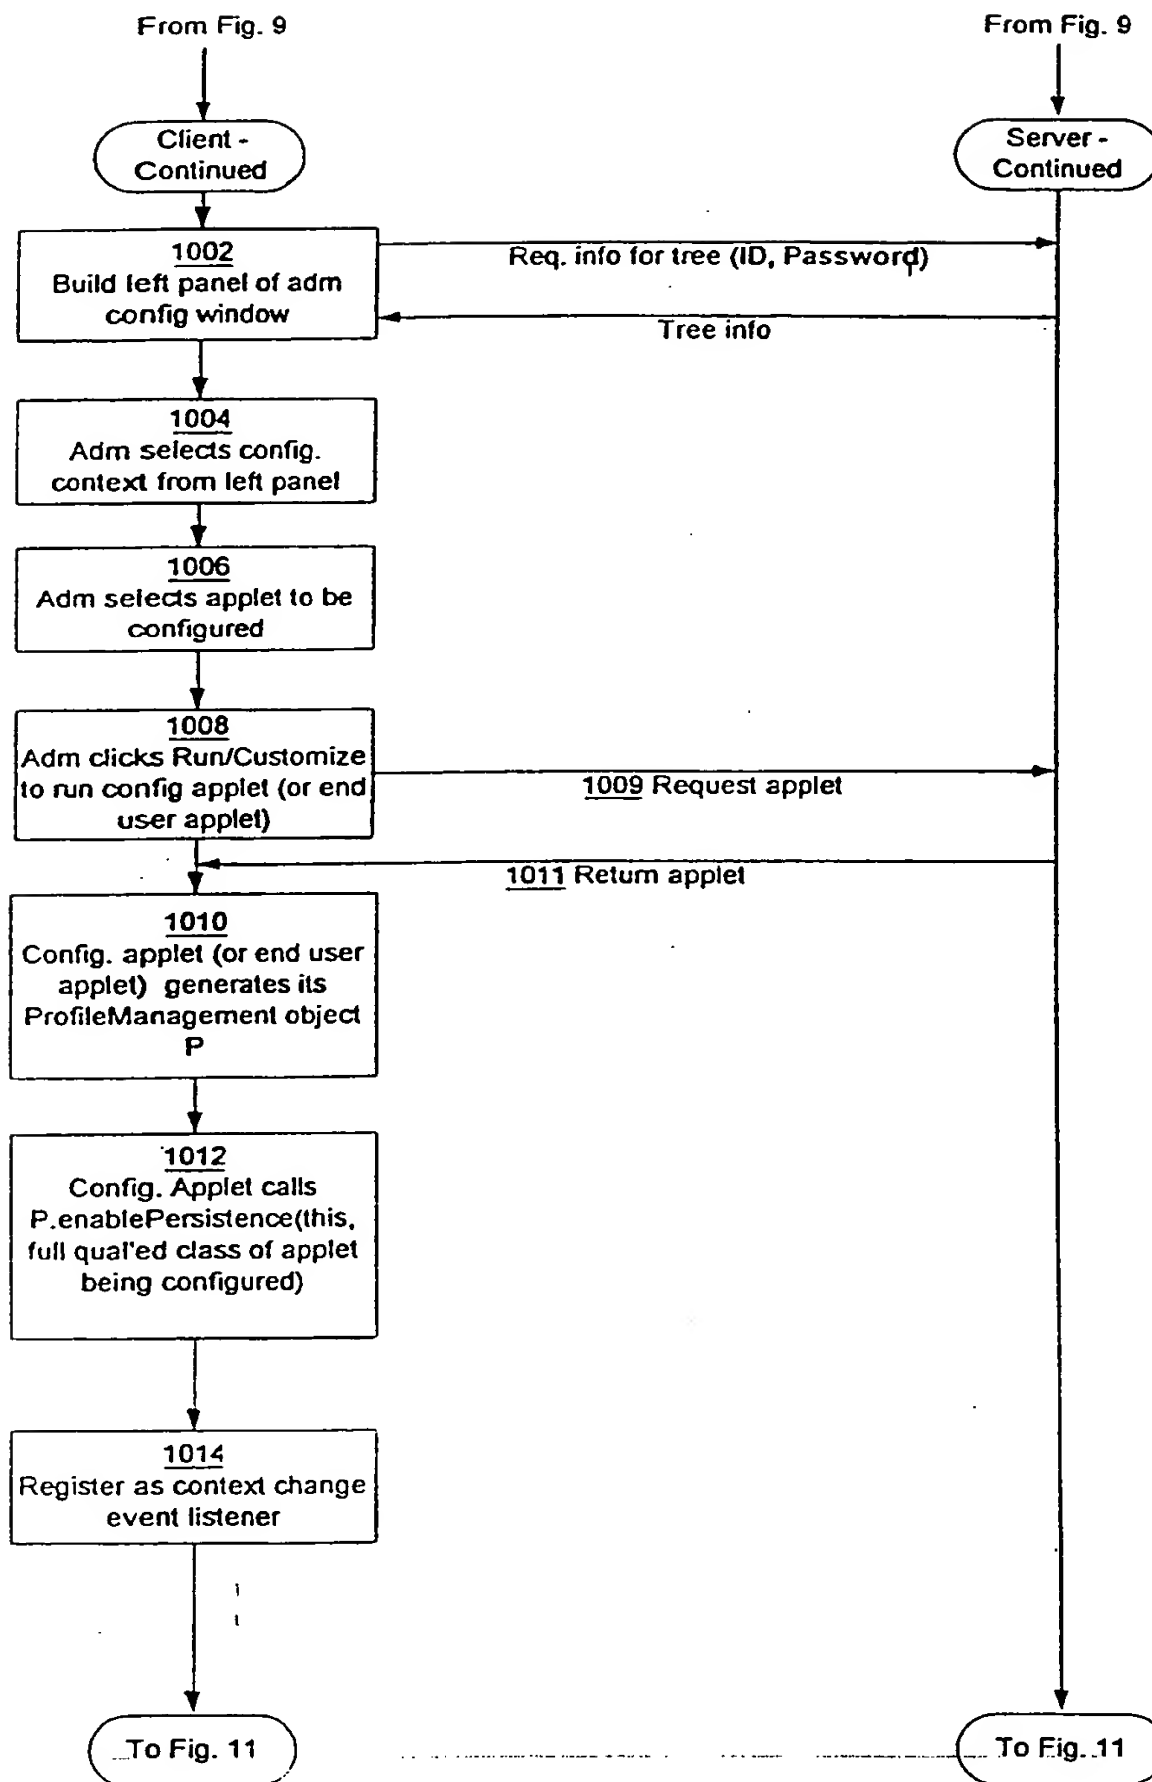 From Fig. 9
From Fig. 9
Client -
Continued
Server -
Continued
1002
Build left panel of adm
config window
Req. info for tree (ID, Password)
Tree info
1004
Adm selects config.
context from left panel
1006
Adm selects applet to be
configured
1008
Adm clicks Run/Customize
to run config applet (or end
user applet)
1009 Request applet
1011 Return applet
1010
Config. applet (or end user
applet) generates its
ProfileManagement object
P
1012
Config. Applet calls
P.enablePersistence(this,
full qual'ed class of applet
being configured)
1014
Register as context change
event listener
To Fig. 11
To Fig. 11